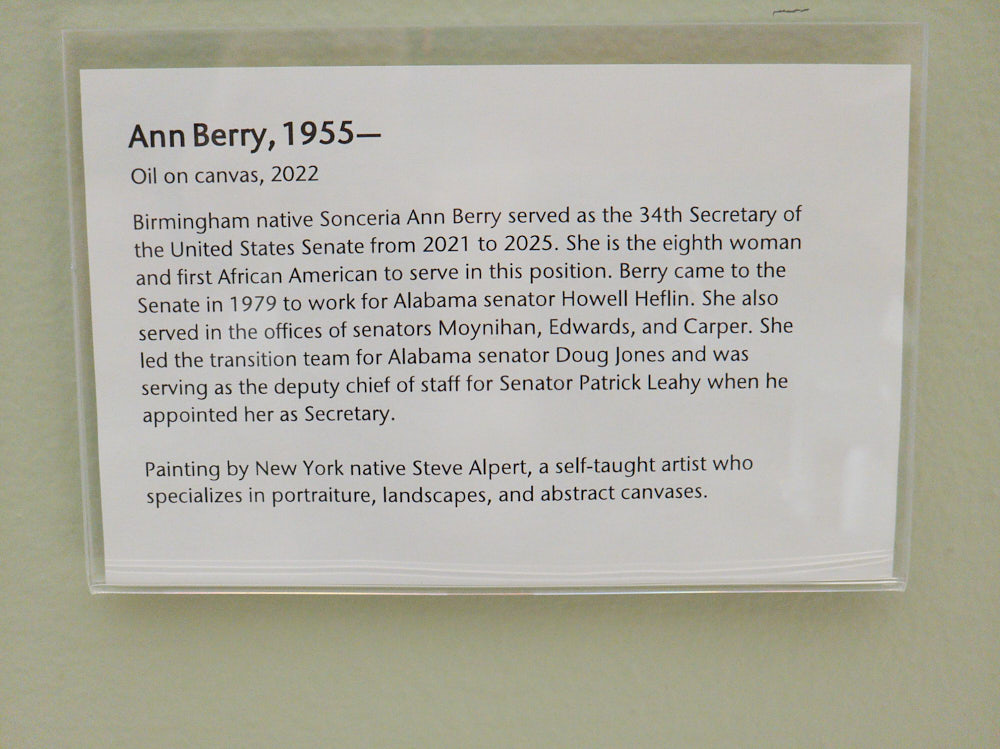 Ann Berry, 1955—
Oil on canvas, 2022
Birmingham native Sonceria Ann Berry served as the 34th Secretary of
the United States Senate from 2021 to 2025. She is the eighth woman
and first African American to serve in this position. Berry came to the
Senate in 1979 to work for Alabama senator Howell Heflin. She also
served in the offices of senators Moynihan, Edwards, and Carper. She
led the transition team for Alabama senator Doug Jones and was
serving as the deputy chief of staff for Senator Patrick Leahy when he
appointed her as Secretary.
Painting by New York native Steve Alpert, a self-taught artist who
specializes in portraiture, landscapes, and abstract canvases.